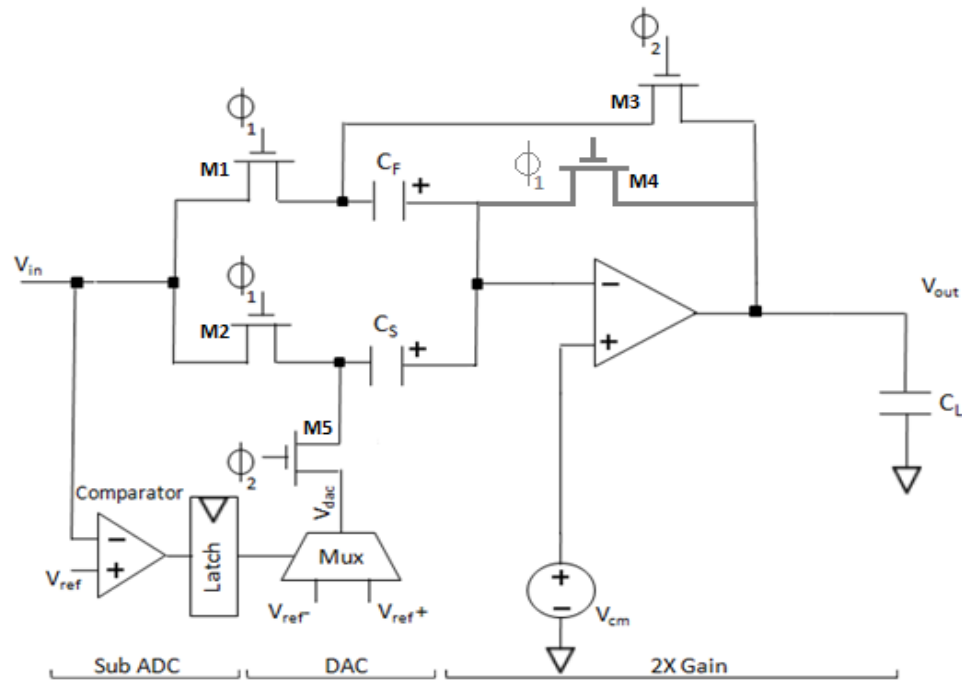 Φ2
M3
Φ1
M1
CF
+
Φ1
M4
Vin
Φ1
M2
CS
+
−
+
Vout
CL
M5
Φ2
Vdac
Comparator
−
+
Vref
Latch
Mux
Vref-
Vref+
+
−
Vcm
Sub ADC
DAC
2X Gain